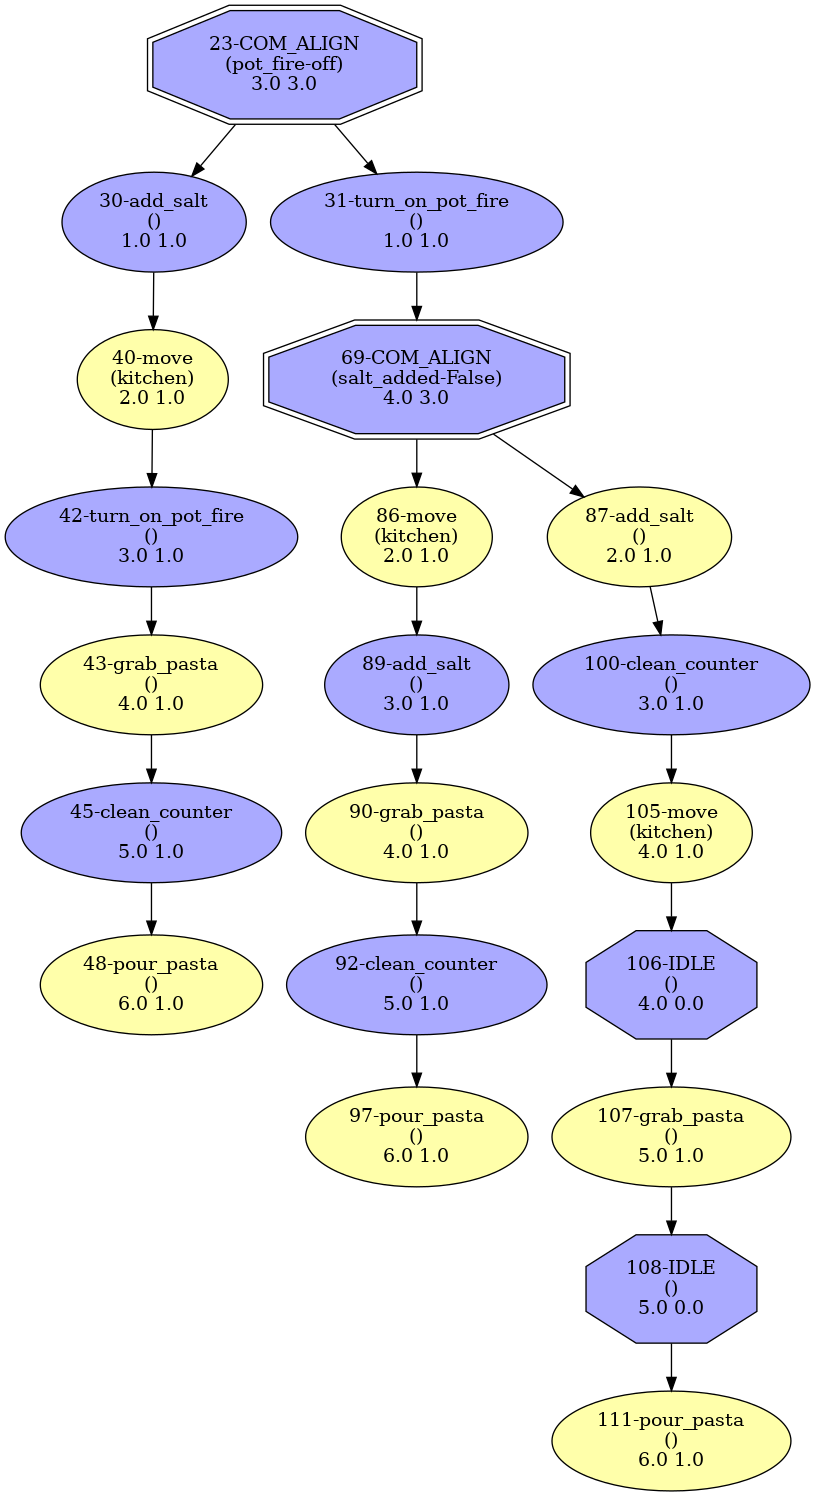 23-COM_ALIGN
(pot_fire-off)
3.0 3.0
30-add_salt
()
1.0 1.0
31-turn_on_pot_fire
()
1.0 1.0
40-move
(kitchen)
2.0 1.0
69-COM_ALIGN
(salt_added-False)
4.0 3.0
42-turn_on_pot_fire
()
3.0 1.0
86-move
(kitchen)
2.0 1.0
87-add_salt
()
2.0 1.0
43-grab_pasta
()
4.0 1.0
89-add_salt
()
3.0 1.0
100-clean_counter
()
3.0 1.0
45-clean_counter
()
5.0 1.0
90-grab_pasta
()
4.0 1.0
105-move
(kitchen)
4.0 1.0
48-pour_pasta
()
6.0 1.0
92-clean_counter
()
5.0 1.0
106-IDLE
()
4.0 0.0
97-pour_pasta
()
6.0 1.0
107-grab_pasta
()
5.0 1.0
108-IDLE
()
5.0 0.0
111-pour_pasta
()
6.0 1.0